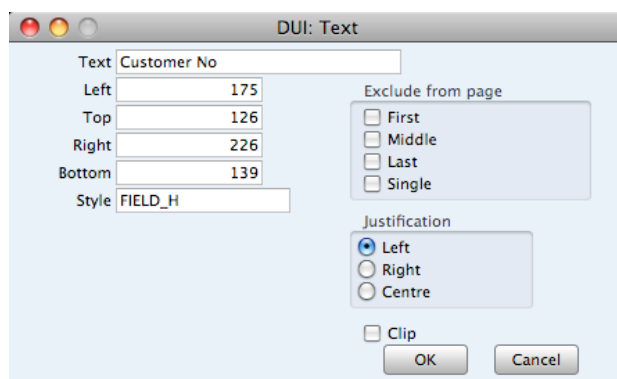 DUI: Text
Text Customer No
Left 175
Top 126
Right 226
Bottom 139
Style FIELD_H
Exclude from page
First
Middle
Last
Single
Justification
Left
Right
Centre
Clip
OK Cancel